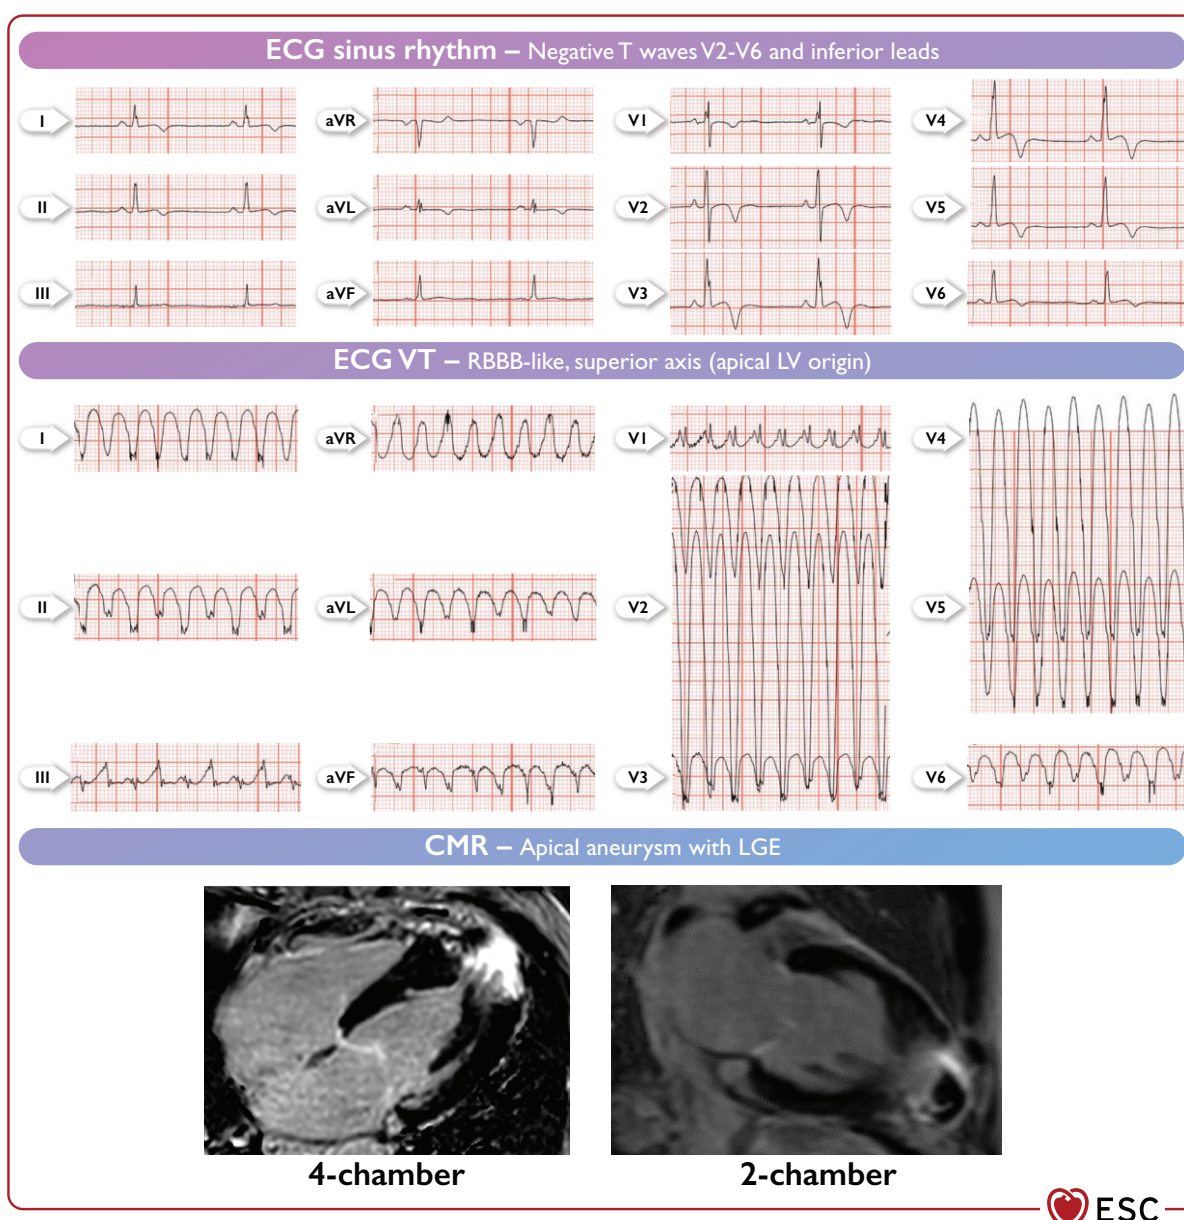 ECG sinus rhythm – Negative T waves V2-V6 and inferior leads
I
aVR
V1
V4
II
aVL
V2
V5
III
aVF
V3
V6
ECG VT – RBBB-like, superior axis (apical LV origin)
I
aVR
V1
V4
II
aVL
V2
V5
III
aVF
V3
V6
CMR – Apical aneurysm with LGE
4-chamber
2-chamber
ESC